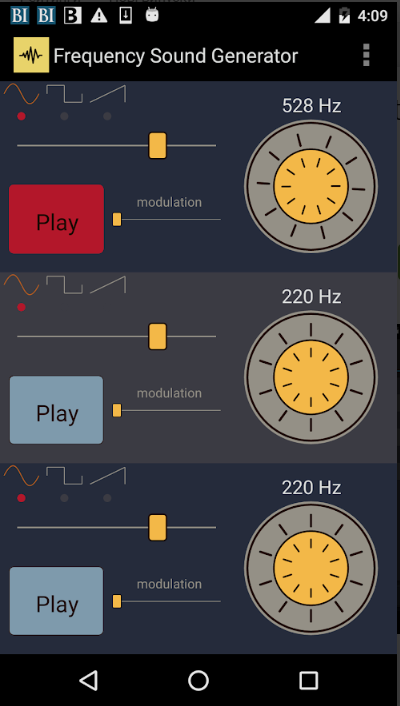 BI BI B 4:09
Frequency Sound Generator
528 Hz
modulation
Play
220 Hz
modulation
Play
220 Hz
modulation
Play